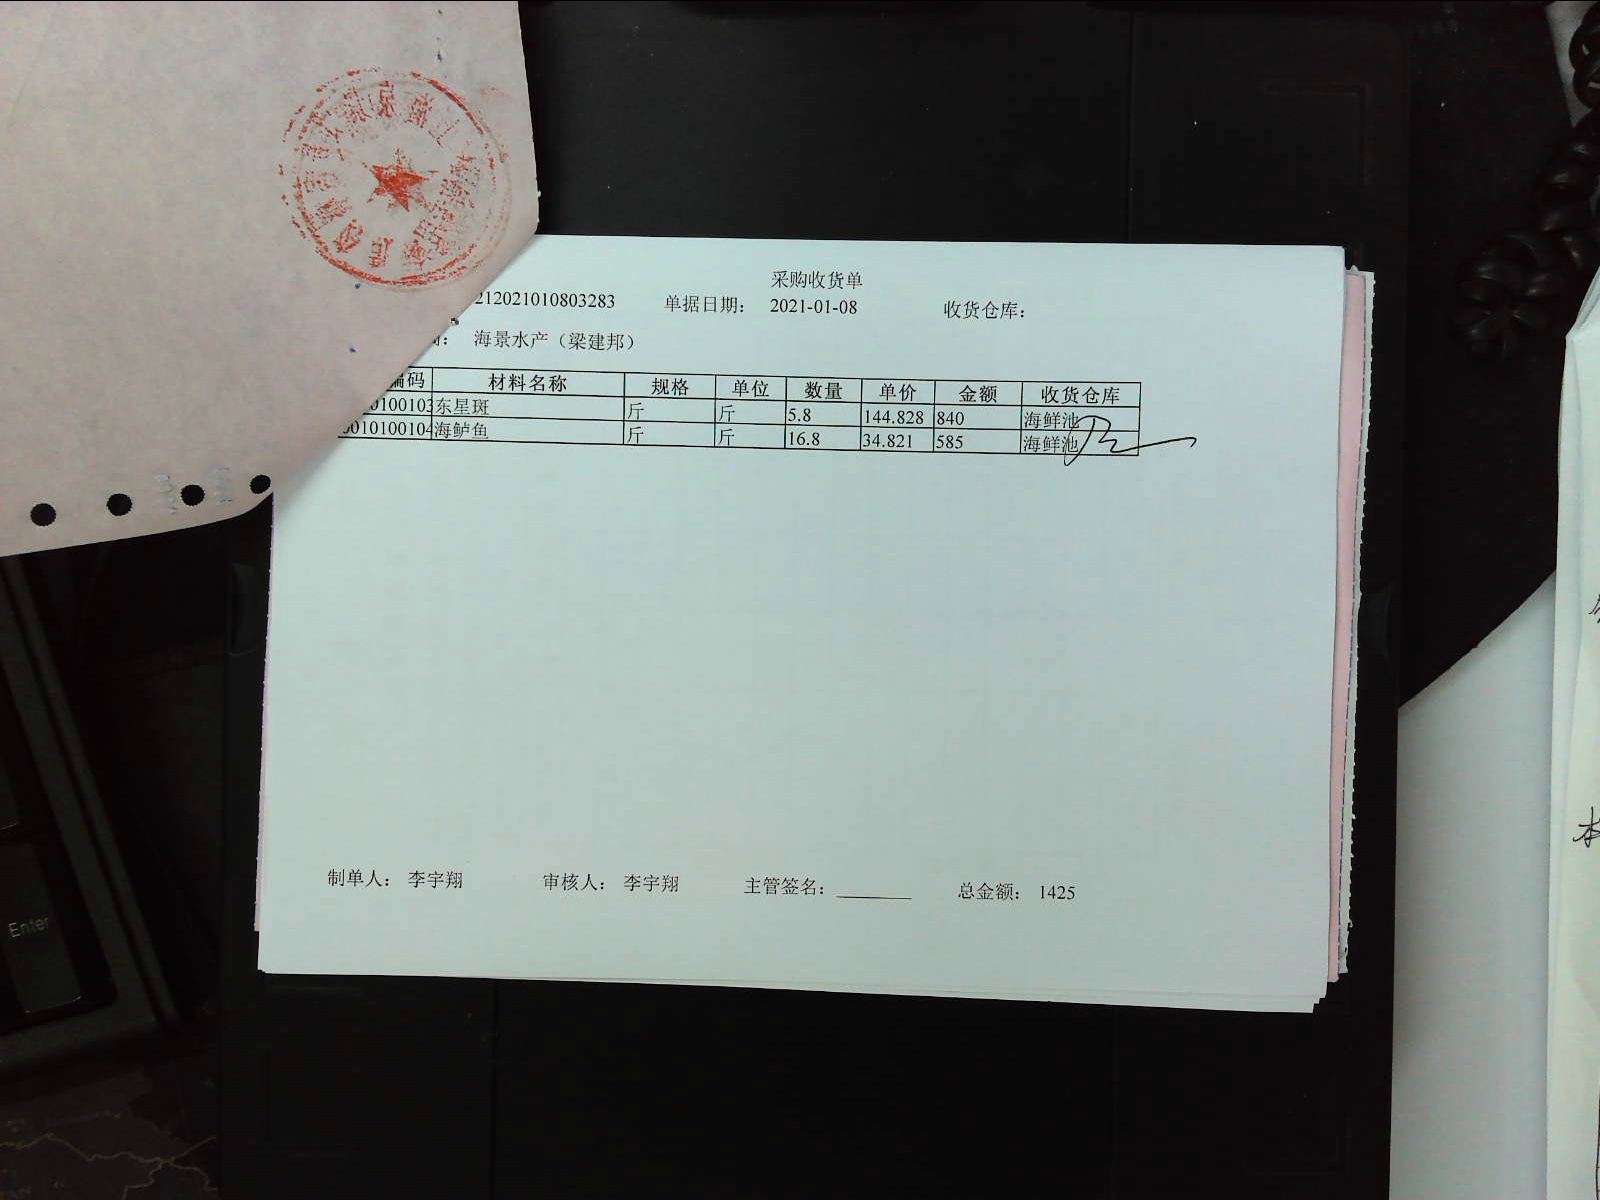 采购收货单
212021010803283 单据日期： 2021-01-08 收货仓库：
： 海景水产（梁建邦）
编码 材料名称 规格 单位 数量 单价 金额 收货仓库
0100103 东星斑 斤 斤 5.8 144.828 840 海鲜池
0010100104 海鲈鱼 斤 斤 16.8 34.821 585 海鲜池
制单人： 李宇翔 审核人： 李宇翔 主管签名： 总金额： 1425
Enter